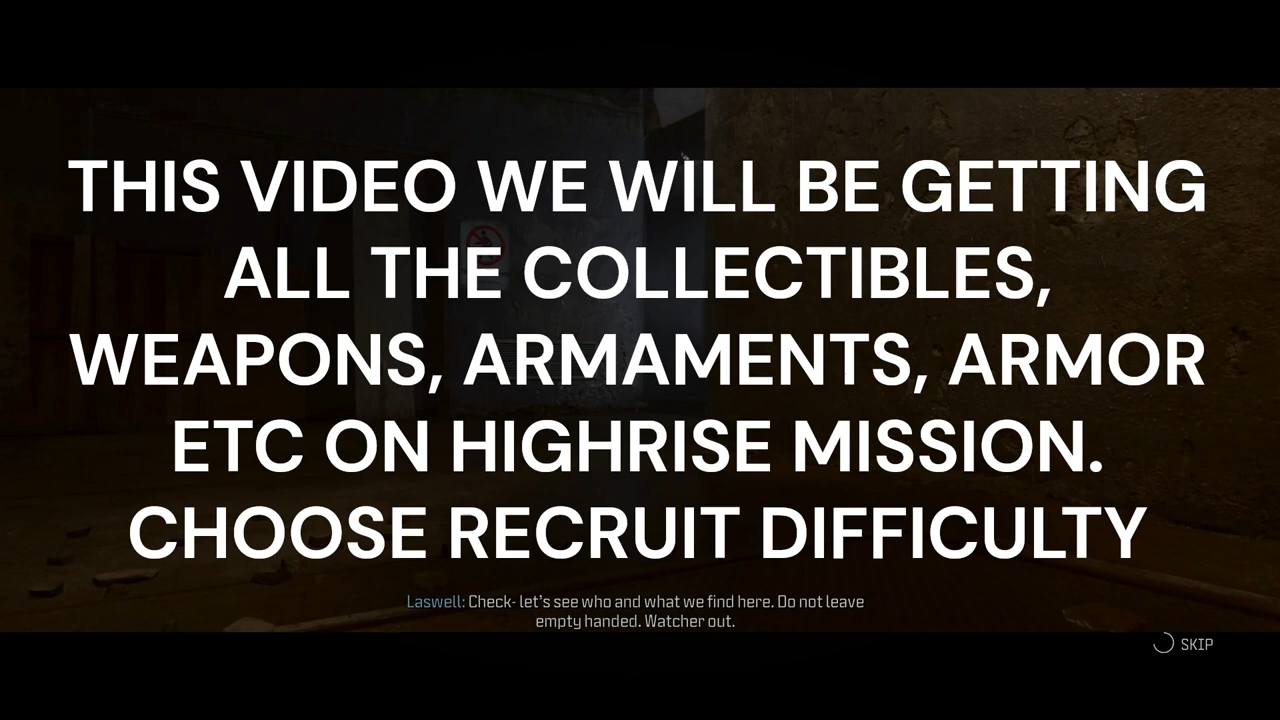 THIS VIDEO WE WILL BE GETTING
ALL THE COLLECTIBLES,
WEAPONS, ARMAMENTS, ARMOR
ETC ON HIGHRISE MISSION.
CHOOSE RECRUIT DIFFICULTY
Laswell: Check- let's see who and what we find here. Do not leave
empty handed. Watcher out.
SKIP